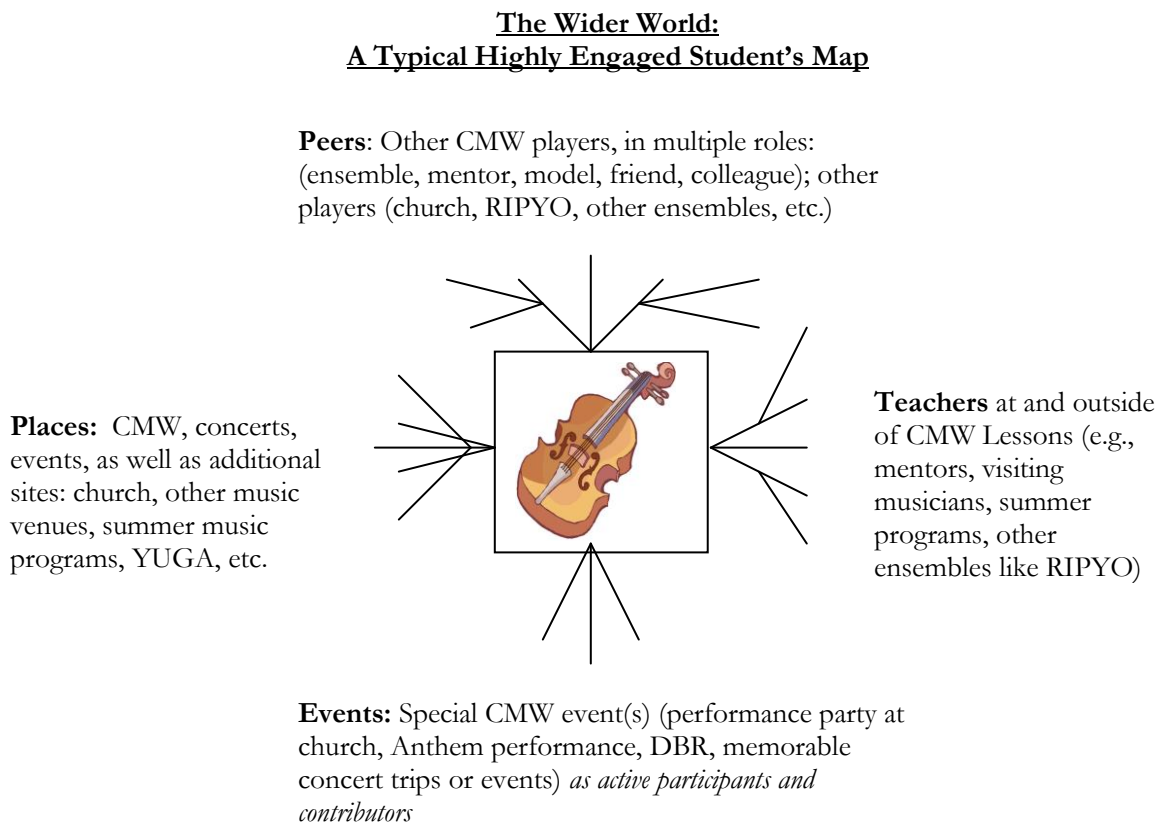 The Wider World:
A Typical Highly Engaged Student’s Map
Peers: Other CMW players, in multiple roles:
(ensemble, mentor, model, friend, colleague); other
players (church, RIPYO, other ensembles, etc.)
Places: CMW, concerts,
events, as well as additional
sites: church, other music
venues, summer music
programs, YUGA, etc.
Teachers at and outside
of CMW Lessons (e.g.,
mentors, visiting
musicians, summer
programs, other
ensembles like RIPYO)
Events: Special CMW event(s) (performance party at
church, Anthem performance, DBR, memorable
concert trips or events) as active participants and
contributors